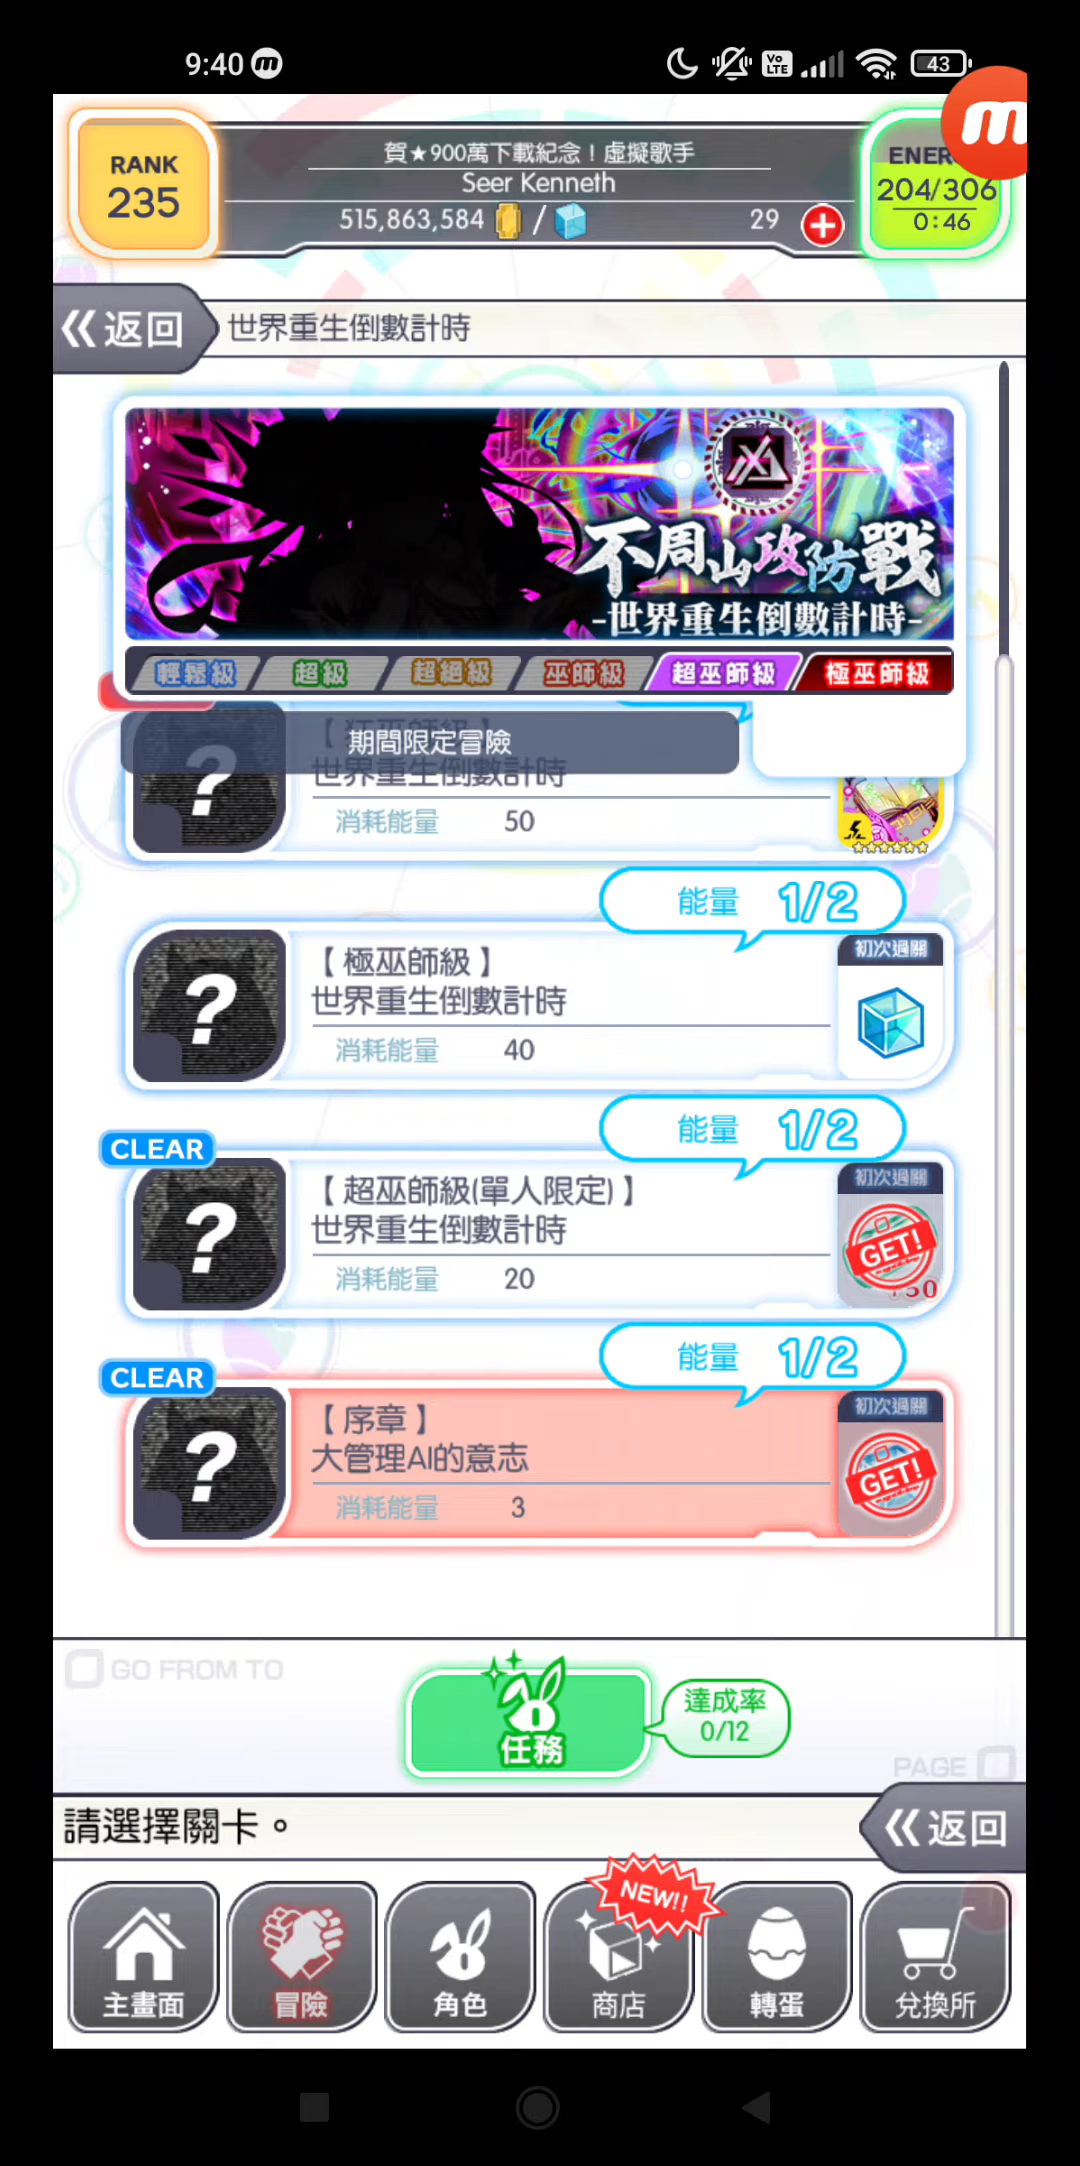 9:40
Vo LTE
43
RANK
235
賀★900萬下載紀念！虛擬歌手
Seer Kenneth
515,863,584 / 29
ENER
204/306
0:46
返回
世界重生倒數計時
不周山攻防戰
-世界重生倒數計時-
輕鬆級 超級 超絕級 巫師級 超巫師級 極巫師級
期間限定冒險
世界重生倒數計時
消耗能量 50
能量 1/2
【極巫師級】
世界重生倒數計時
消耗能量 40
初次過關
能量 1/2
CLEAR
【超巫師級(單人限定)】
世界重生倒數計時
消耗能量 20
初次過關
GET!
50
能量 1/2
CLEAR
【序章】
大管理AI的意志
消耗能量 3
初次過關
GET!
GO FROM TO
任務
達成率
0/12
PAGE
請選擇關卡。
返回
NEW!!
主畫面 冒險 角色 商店 轉蛋 兌換所